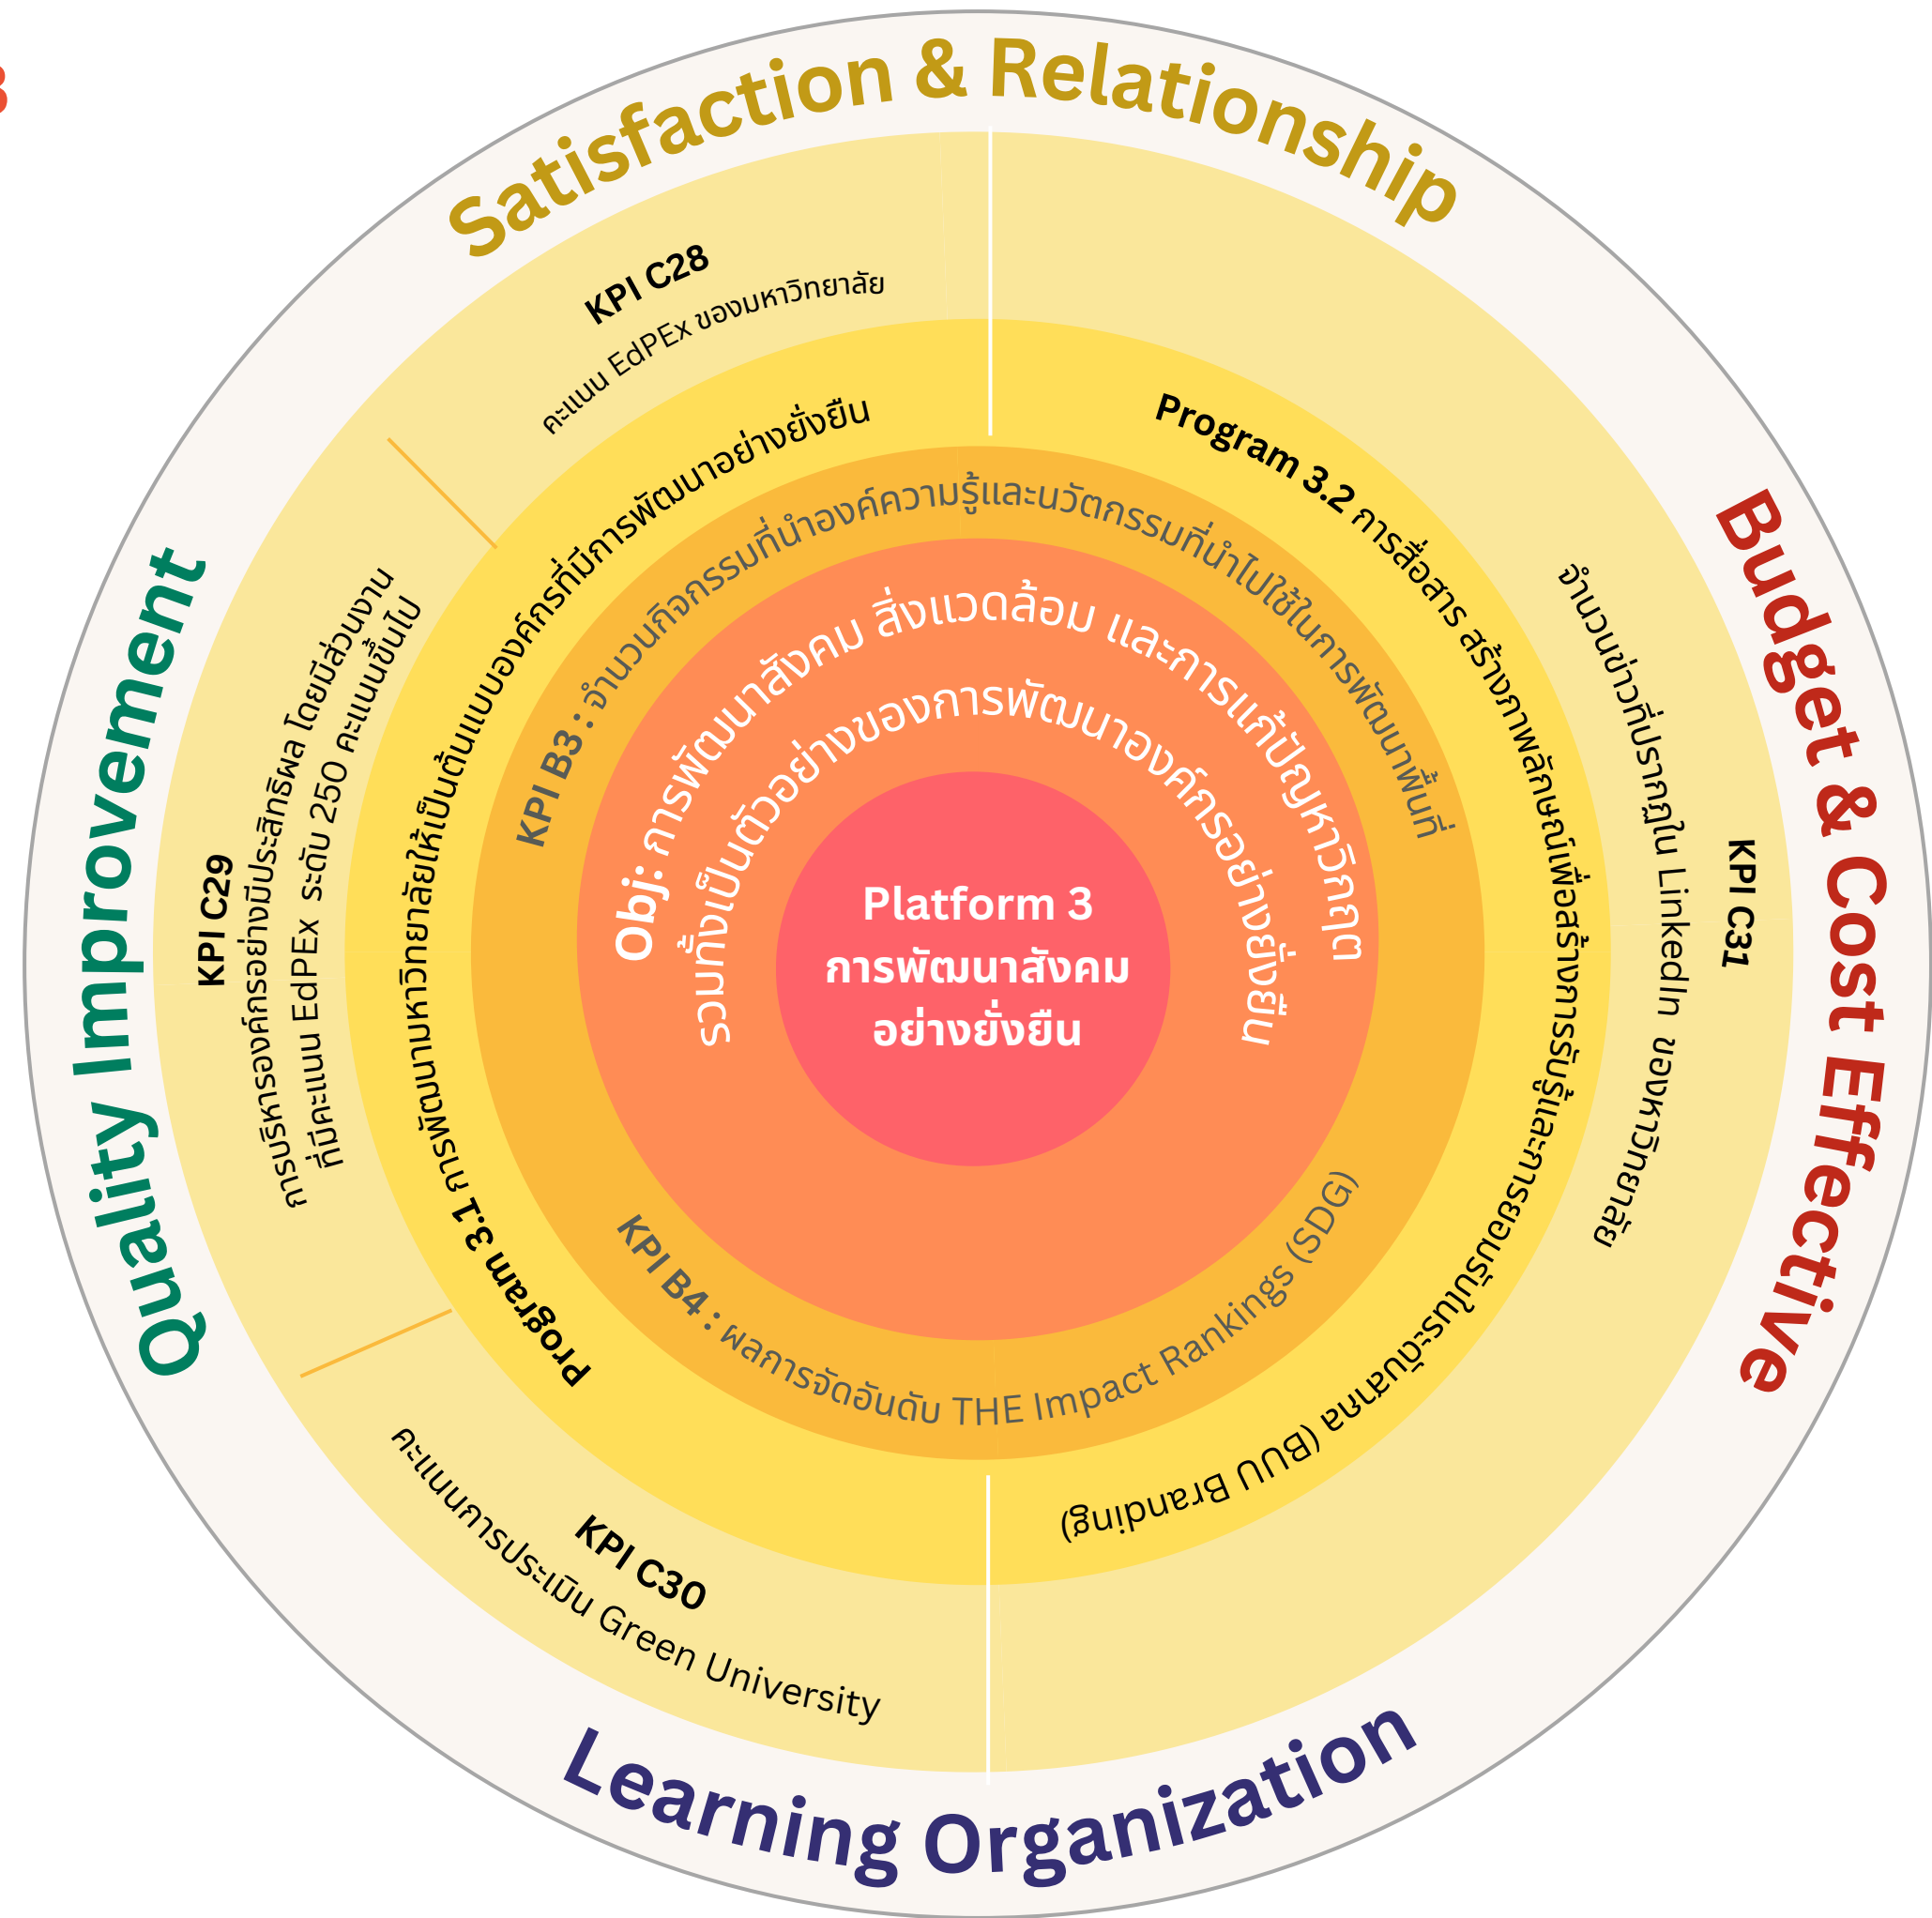 Satisfaction & Relationship
Budget & Cost Effective
Learning Organization
Quality Improvement
Platform 3
การพัฒนาสังคม
อย่างยั่งยืน
Obj: การพัฒนาสังคม สิ่งแวดล้อม และการแก้ปัญหาวิกฤต
รวมทั้งเป็นตัวอย่างของการพัฒนาองค์กรอย่างยั่งยืน
KPI B3 : จำนวนกิจกรรมที่นำองค์ความรู้และนวัตกรรมที่นำไปใช้ในการพัฒนาพื้นที่
KPI B4 : ผลการจัดอันดับ THE Impact Rankings (SDG)
Program 3.1 การพัฒนามหาวิทยาลัยให้เป็นต้นแบบองค์กรที่มีการพัฒนาอย่างยั่งยืน
Program 3.2 การสื่อสาร สร้างภาพลักษณ์เพื่อสร้างการรับรู้และการยอมรับในระดับสากล (BUU Branding)
KPI C28
คะแนน EdPEx ของมหาวิทยาลัย
KPI C29
การบริหารองค์กรอย่างมีประสิทธิผล โดยมีส่วนงาน
ที่มีคะแนน EdPEx ระดับ 250 คะแนนขึ้นไป
KPI C30
คะแนนการประเมิน Green University
KPI C31
จำนวนข่าวที่ปรากฏใน LinkedIn ของหาวิทยาลัย